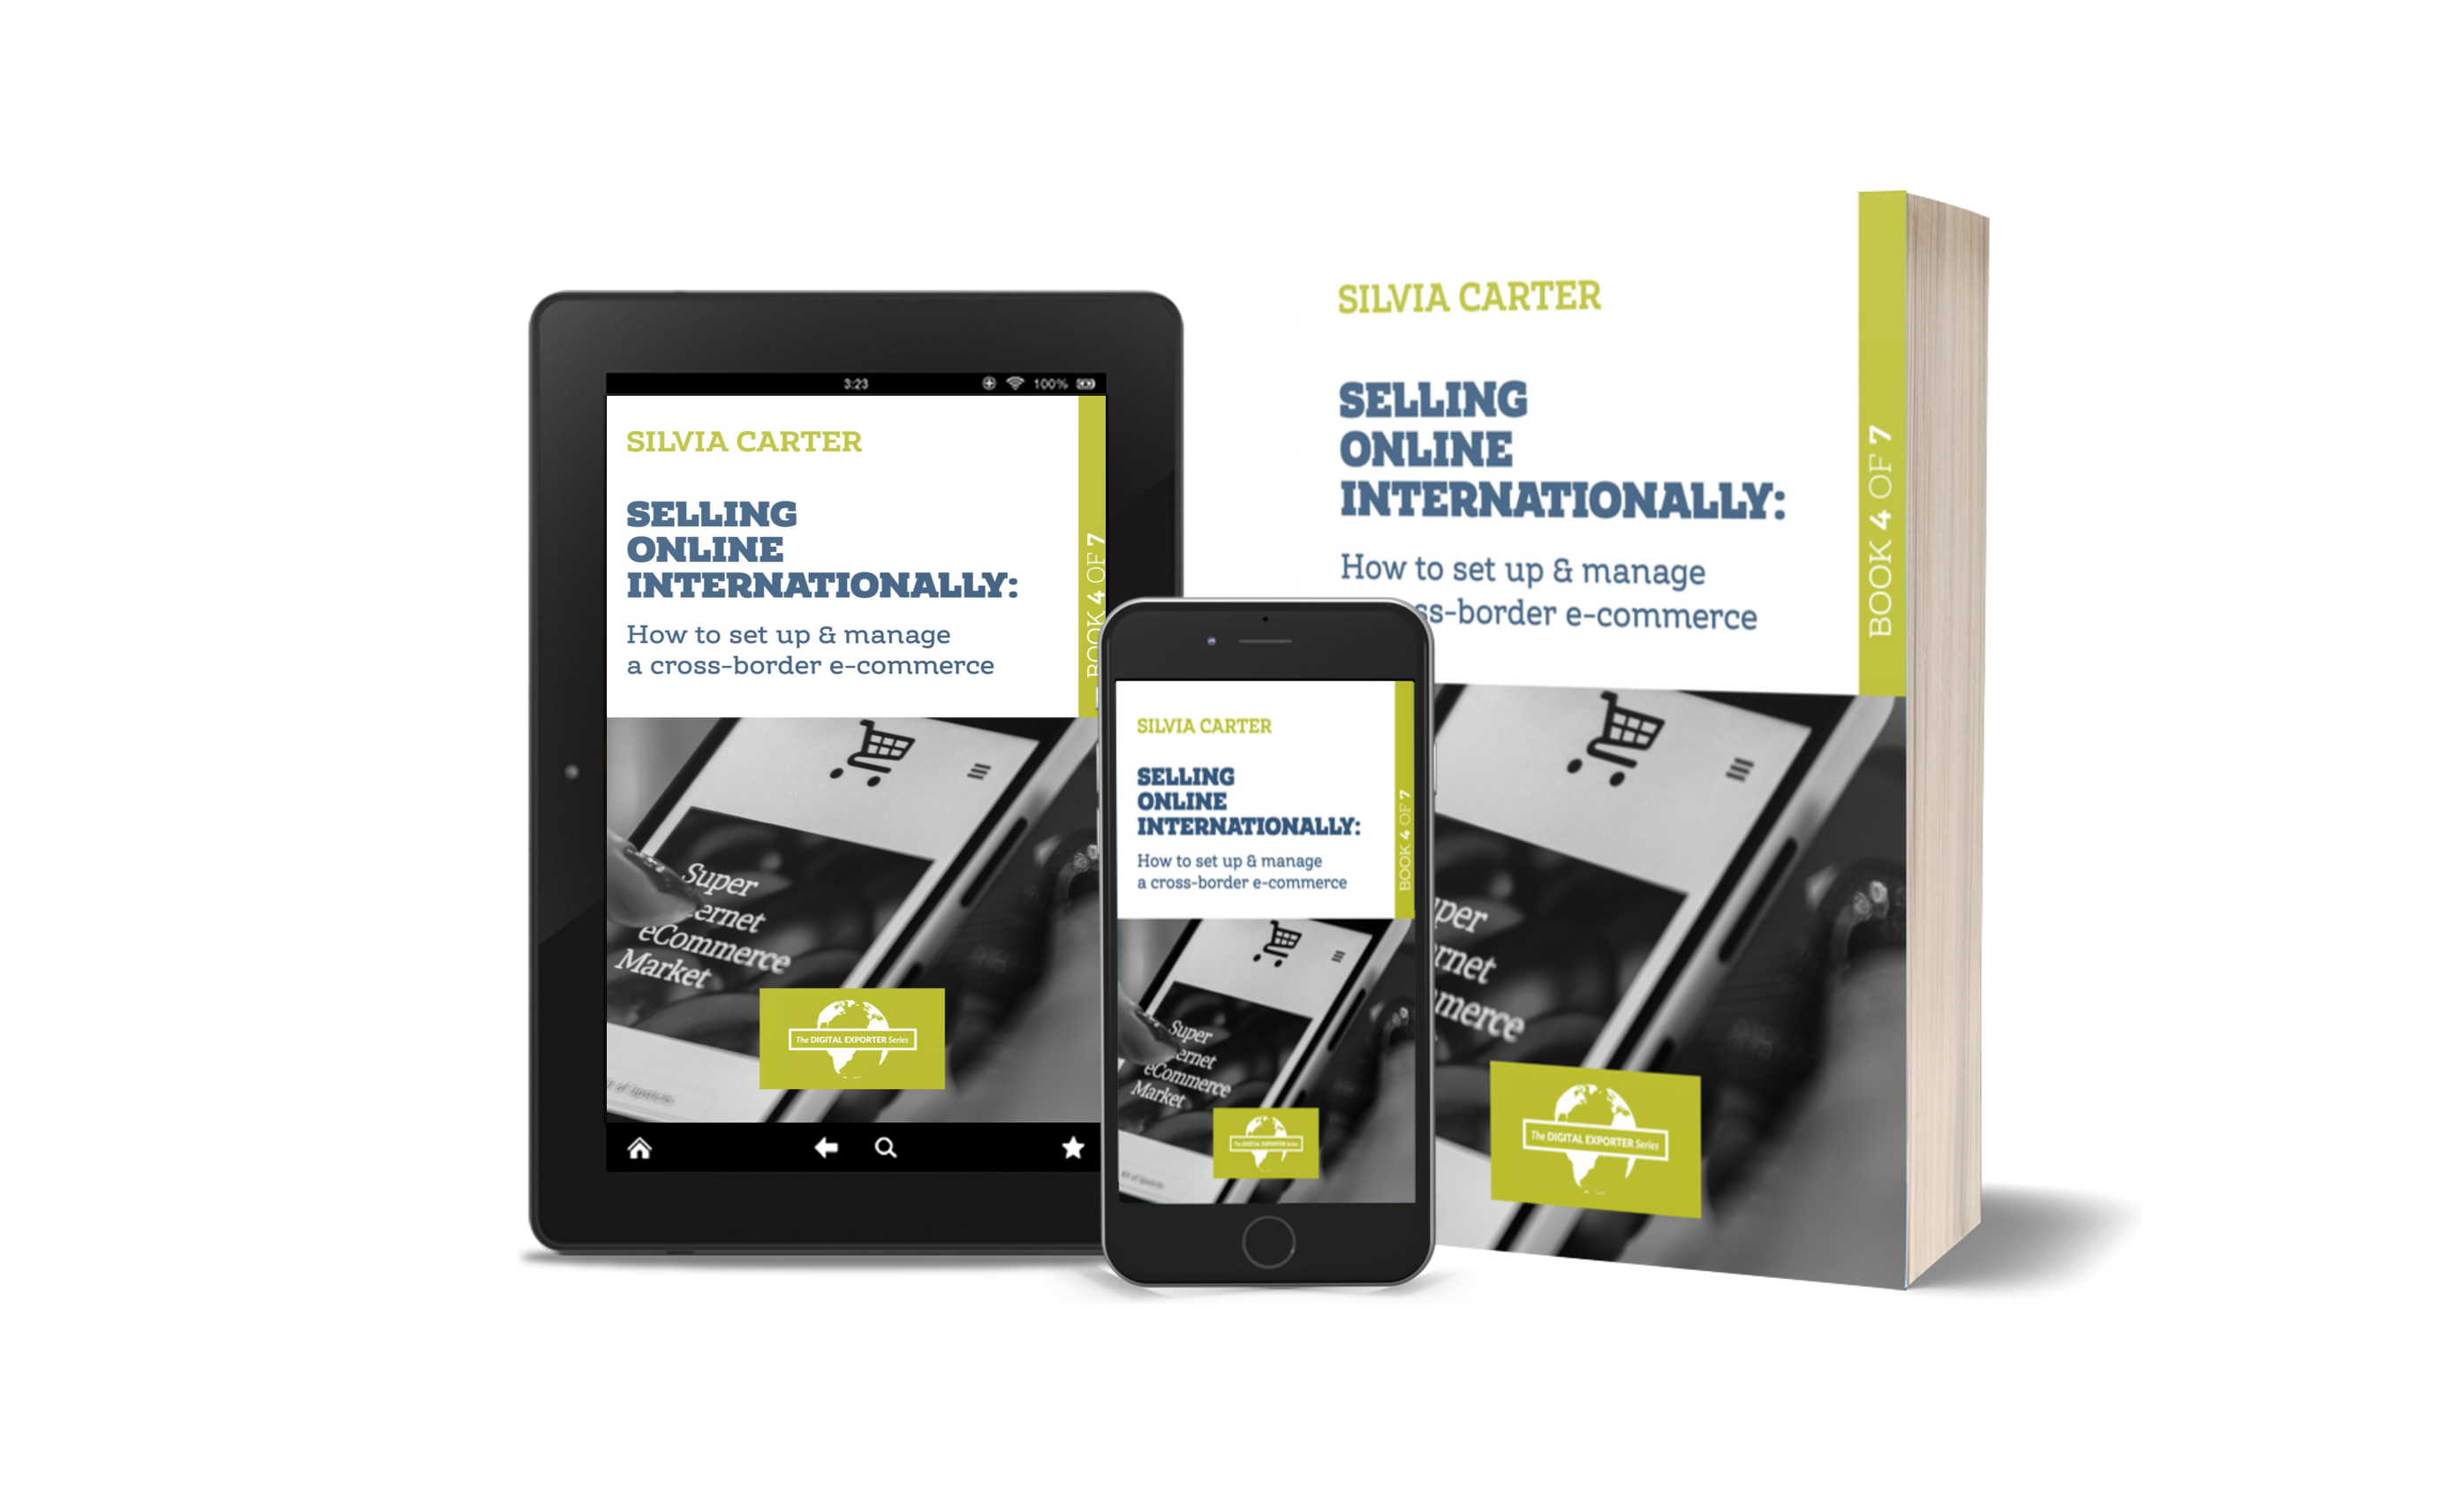 3:23
100%
SILVIA CARTER
SELLING
ONLINE
INTERNATIONALLY:
How to set up & manage
a cross-border e-commerce
BOOK 4 OF 7
Super
ernet
eCommerce
Market
The DIGITAL EXPORTER Series
SILVIA CARTER
SELLING
ONLINE
INTERNATIONALLY:
How to set up & manage
a cross-border e-commerce
BOOK 4 OF 7
Super
ernet
eCommerce
Market
The DIGITAL EXPORTER Series
SILVIA CARTER
SELLING
ONLINE
INTERNATIONALLY:
How to set up & manage
ss-border e-commerce
BOOK 4 OF 7
per
rnet
merce
The DIGITAL EXPORTER Series